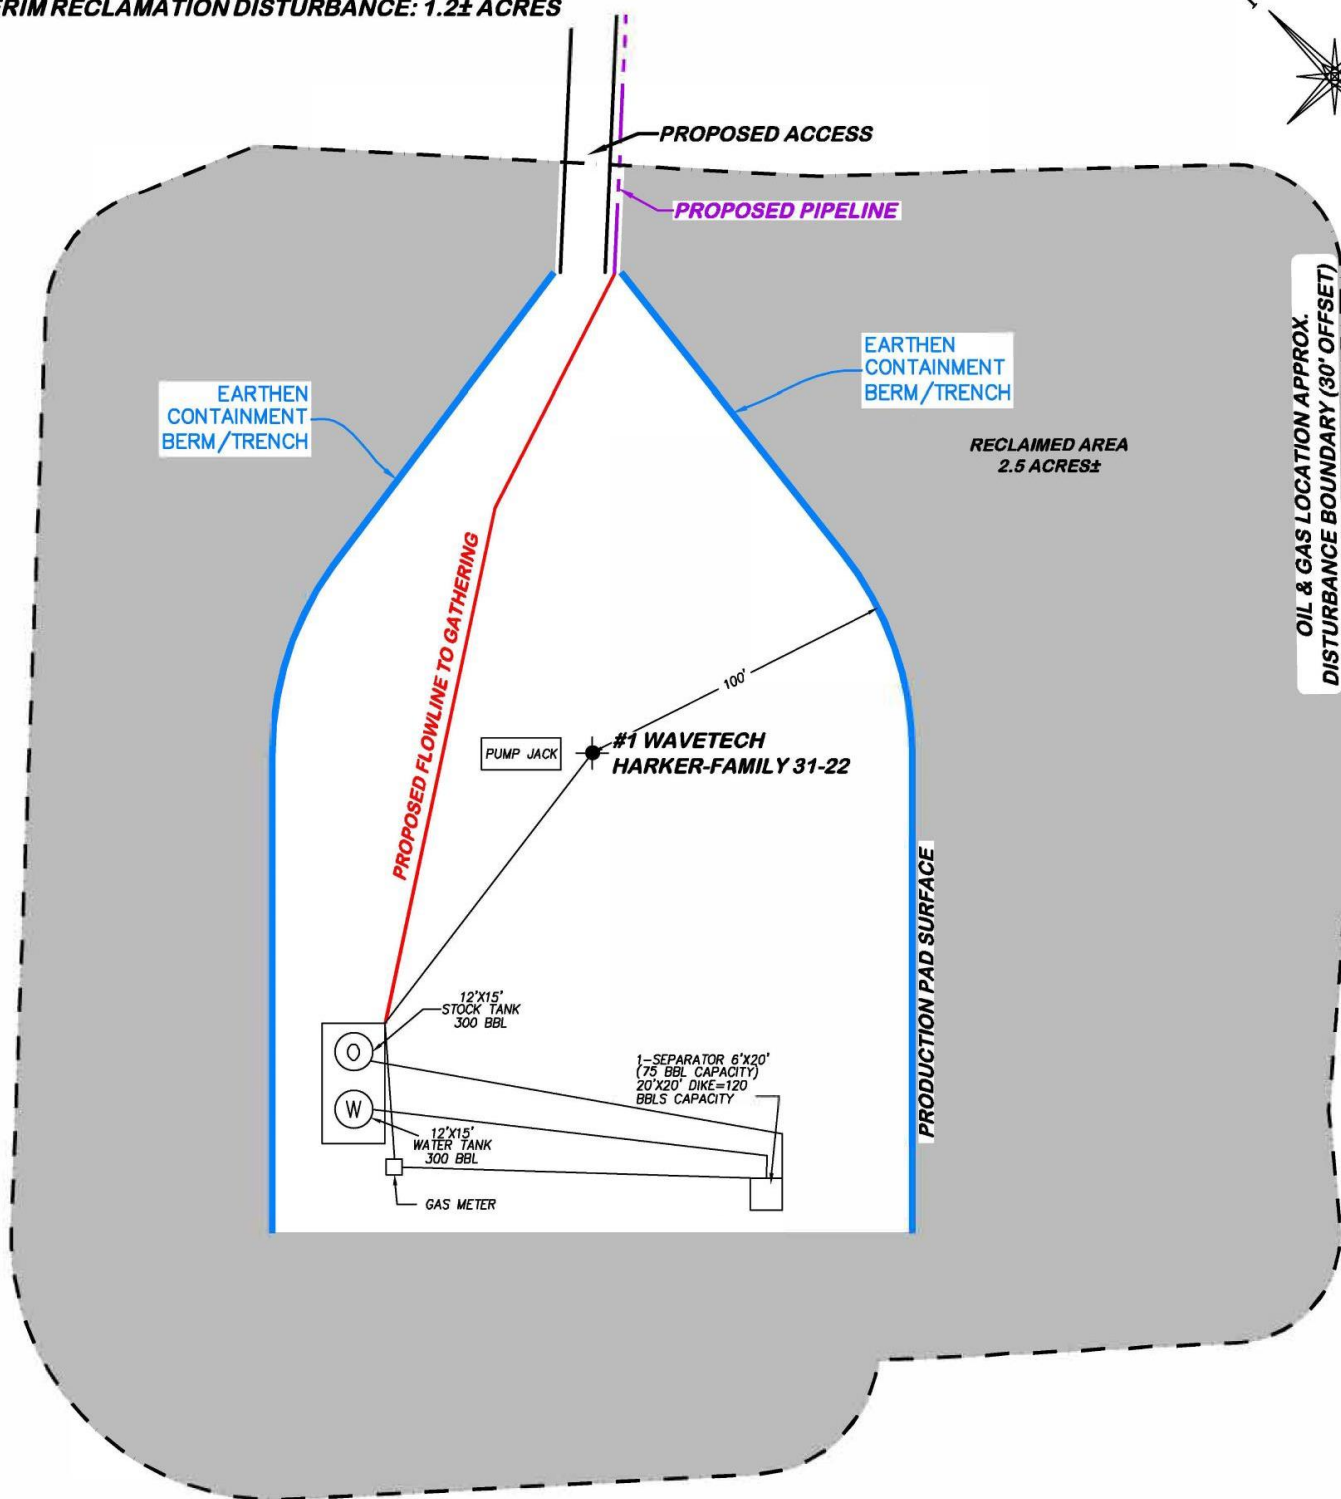 RECLAMATION DISTURBANCE: 1.2± ACRES
PROPOSED ACCESS
PROPOSED PIPELINE
EARTHEN
CONTAINMENT
BERM/TRENCH
EARTHEN
CONTAINMENT
BERM/TRENCH
RECLAIMED AREA
2.5 ACRES±
OIL & GAS LOCATION APPROX.
DISTURBANCE BOUNDARY (30' OFFSET)
PROPOSED FLOWLINE TO GATHERING
100'
PUMP JACK
#1 WAVETECH
HARKER-FAMILY 31-22
PRODUCTION PAD SURFACE
12'X15'
STOCK TANK
300 BBL
O
W
12'X15'
WATER TANK
300 BBL
1-SEPARATOR 6'X20'
(75 BBL CAPACITY)
20'X20' DIKE=120
BBLS CAPACITY
GAS METER